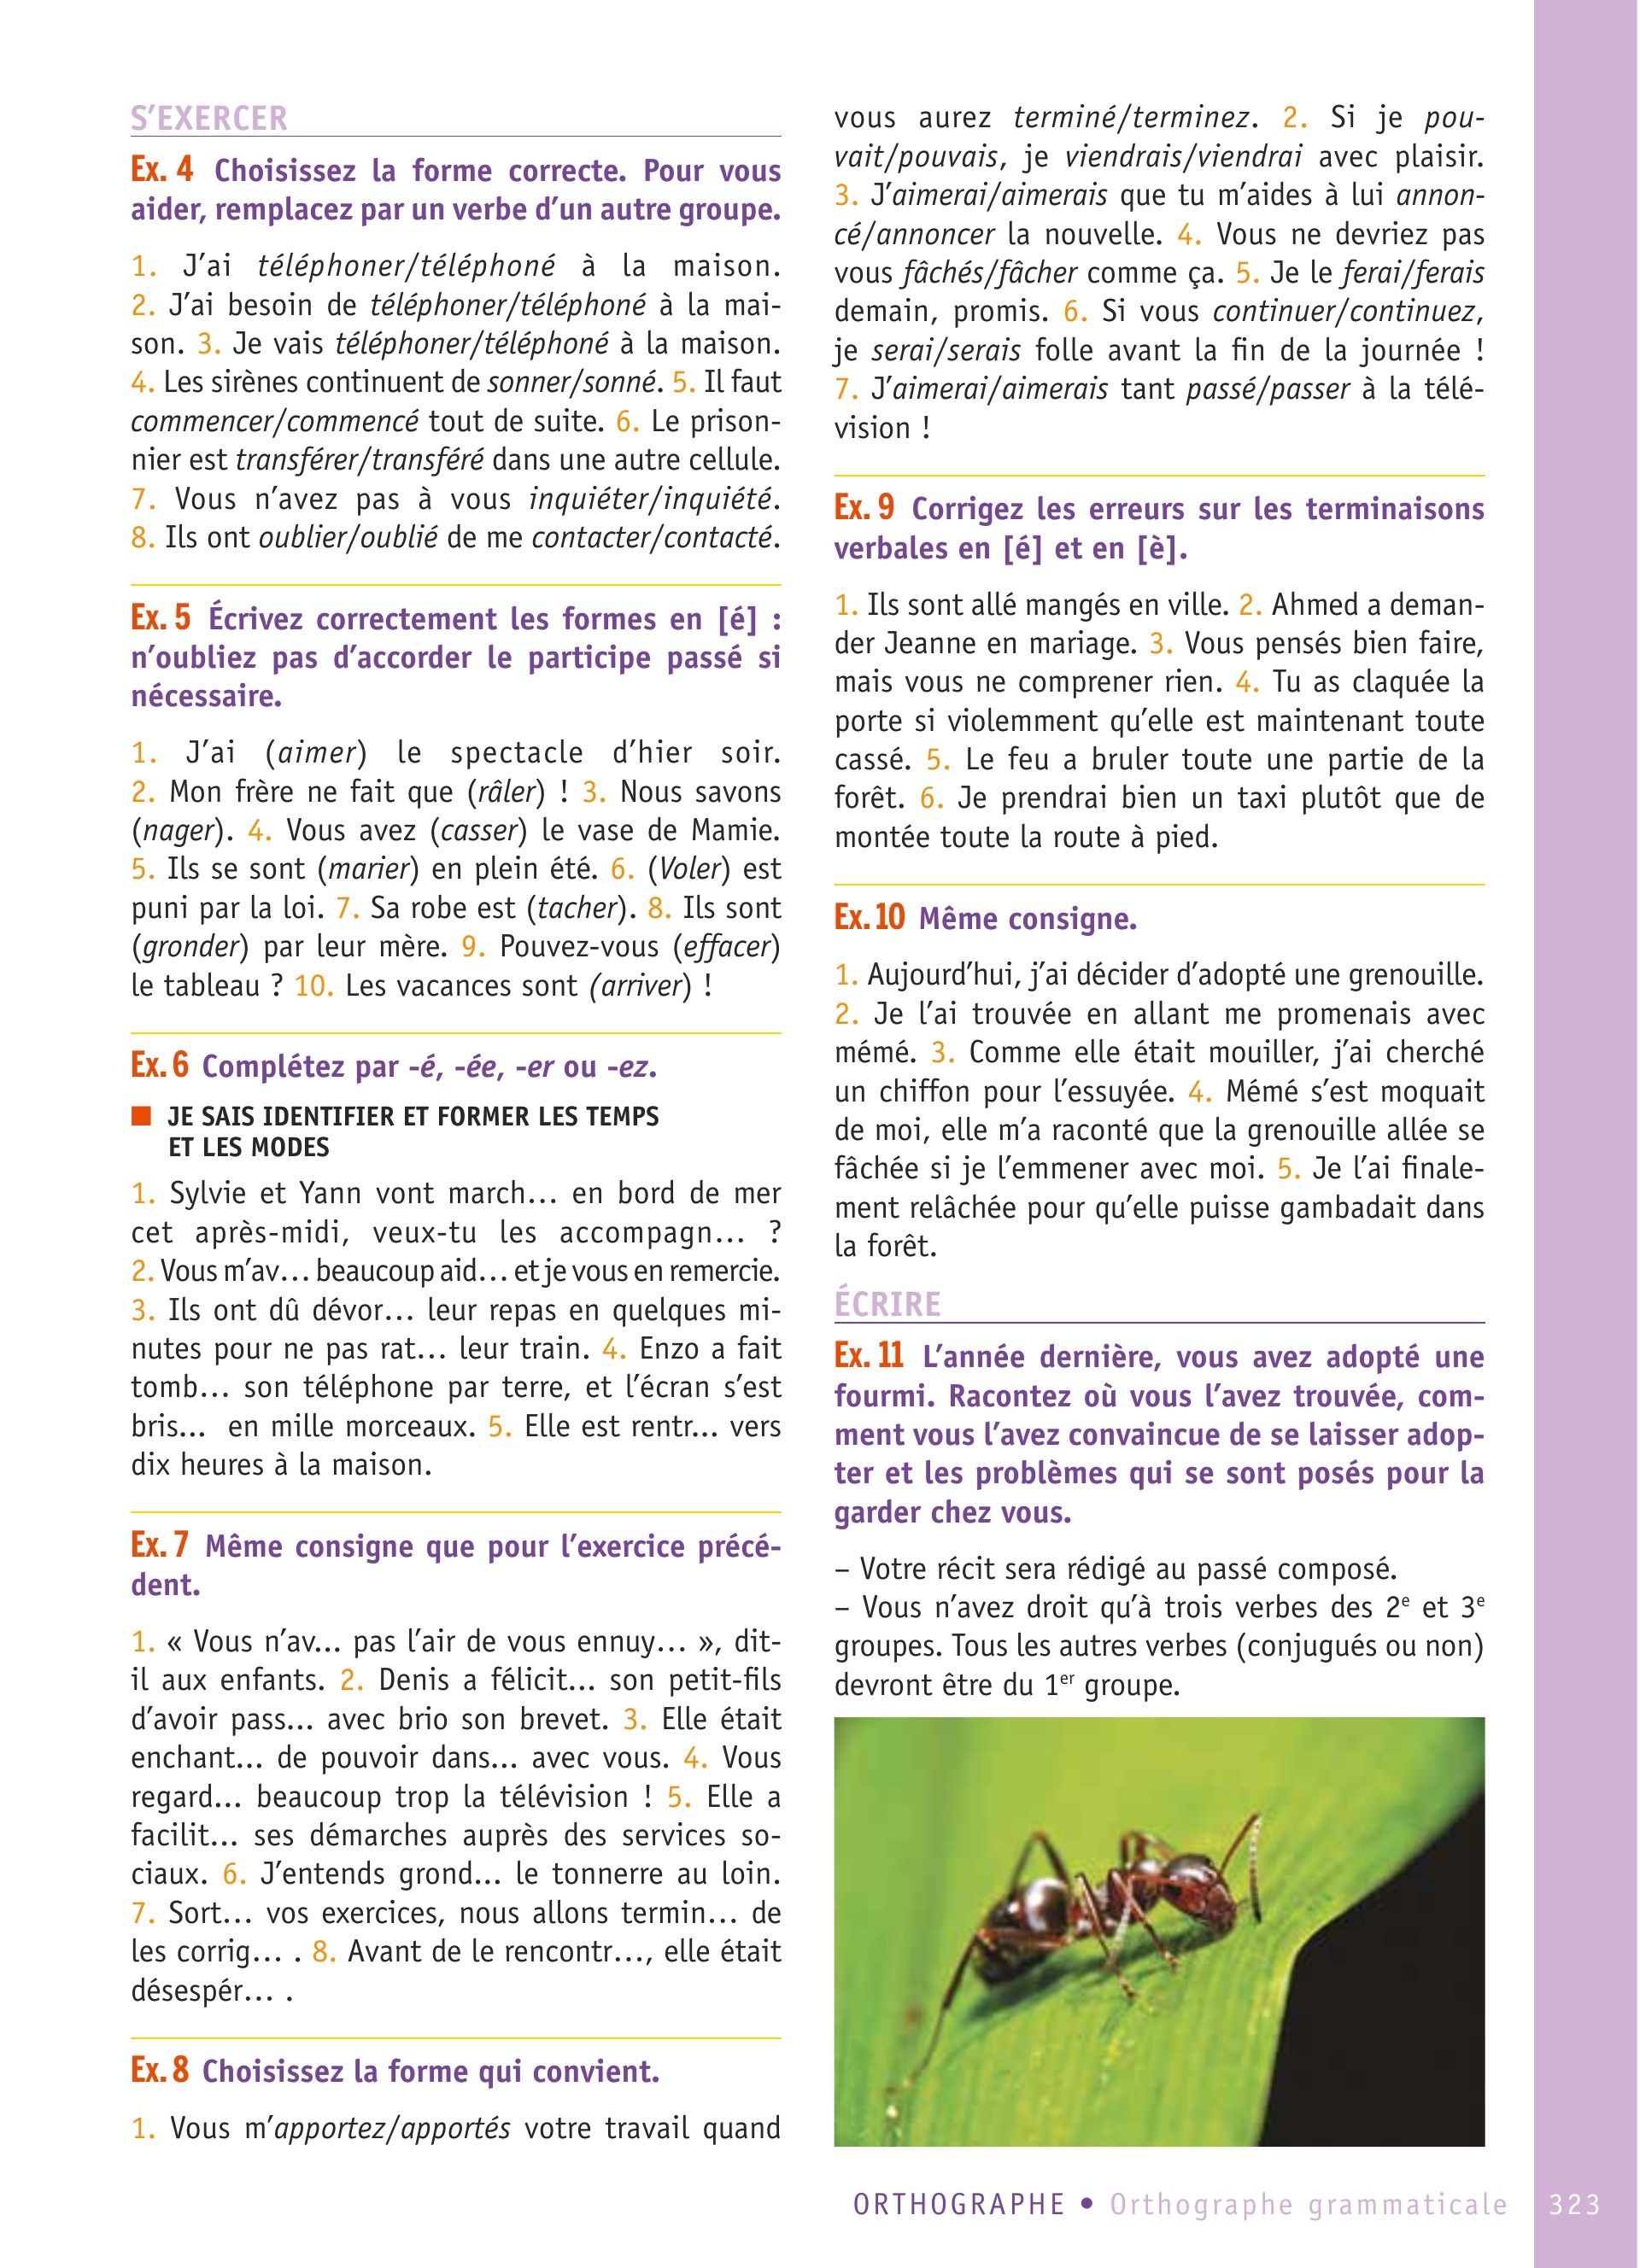 S’EXERCER
Ex. 4 Choisissez la forme correcte. Pour vous
aider, remplacez par un verbe d’un autre groupe.
1. J’ai téléphoner/téléphoné à la maison.
2. J’ai besoin de téléphoner/téléphoné à la mai-
son. 3. Je vais téléphoner/téléphoné à la maison.
4. Les sirènes continuent de sonner/sonné. 5. Il faut
commencer/commencé tout de suite. 6. Le prison-
nier est transférer/transféré dans une autre cellule.
7. Vous n’avez pas à vous inquiéter/inquiété.
8. Ils ont oublier/oublié de me contacter/contacté.
Ex. 5 Écrivez correctement les formes en [é] :
n’oubliez pas d’accorder le participe passé si
nécessaire.
1. J’ai (aimer) le spectacle d’hier soir.
2. Mon frère ne fait que (râler) ! 3. Nous savons
(nager). 4. Vous avez (casser) le vase de Mamie.
5. Ils se sont (marier) en plein été. 6. (Voler) est
puni par la loi. 7. Sa robe est (tacher). 8. Ils sont
(gronder) par leur mère. 9. Pouvez-vous (effacer)
le tableau ? 10. Les vacances sont (arriver) !
Ex. 6 Complétez par -é, -ée, -er ou -ez.
■ JE SAIS IDENTIFIER ET FORMER LES TEMPS
ET LES MODES
1. Sylvie et Yann vont march… en bord de mer
cet après-midi, veux-tu les accompagn… ?
2. Vous m’av… beaucoup aid… et je vous en remercie.
3. Ils ont dû dévor… leur repas en quelques mi-
nutes pour ne pas rat… leur train. 4. Enzo a fait
tomb… son téléphone par terre, et l’écran s’est
bris… en mille morceaux. 5. Elle est rentr… vers
dix heures à la maison.
Ex. 7 Même consigne que pour l’exercice précé-
dent.
1. « Vous n’av… pas l’air de vous ennuy… », dit-
il aux enfants. 2. Denis a félicit… son petit-fils
d’avoir pass… avec brio son brevet. 3. Elle était
enchant… de pouvoir dans… avec vous. 4. Vous
regard… beaucoup trop la télévision ! 5. Elle a
facilit… ses démarches auprès des services so-
ciaux. 6. J’entends grond… le tonnerre au loin.
7. Sort… vos exercices, nous allons termin… de
les corrig… . 8. Avant de le rencontr…, elle était
désespér… .
Ex. 8 Choisissez la forme qui convient.
1. Vous m’apportez/apportés votre travail quand
vous aurez terminé/terminez. 2. Si je pou-
vait/pouvais, je viendrais/viendrai avec plaisir.
3. J’aimerai/aimerais que tu m’aides à lui annon-
cé/annoncer la nouvelle. 4. Vous ne devriez pas
vous fâchés/fâcher comme ça. 5. Je le ferai/ferais
demain, promis. 6. Si vous continuer/continuez,
je serai/serais folle avant la fin de la journée !
7. J’aimerai/aimerais tant passé/passer à la télé-
vision !
Ex. 9 Corrigez les erreurs sur les terminaisons
verbales en [é] et en [è].
1. Ils sont allé mangés en ville. 2. Ahmed a deman-
der Jeanne en mariage. 3. Vous pensés bien faire,
mais vous ne comprener rien. 4. Tu as claquée la
porte si violemment qu’elle est maintenant toute
cassé. 5. Le feu a bruler toute une partie de la
forêt. 6. Je prendrai bien un taxi plutôt que de
montée toute la route à pied.
Ex. 10 Même consigne.
1. Aujourd’hui, j’ai décider d’adopté une grenouille.
2. Je l’ai trouvée en allant me promenais avec
mémé. 3. Comme elle était mouiller, j’ai cherché
un chiffon pour l’essuyée. 4. Mémé s’est moquait
de moi, elle m’a raconté que la grenouille allée se
fâchée si je l’emmener avec moi. 5. Je l’ai finale-
ment relâchée pour qu’elle puisse gambadait dans
la forêt.
ÉCRIRE
Ex. 11 L’année dernière, vous avez adopté une
fourmi. Racontez où vous l’avez trouvée, com-
ment vous l’avez convaincue de se laisser adop-
ter et les problèmes qui se sont posés pour la
garder chez vous.
– Votre récit sera rédigé au passé composé.
– Vous n’avez droit qu’à trois verbes des 2e et 3e
groupes. Tous les autres verbes (conjugués ou non)
devront être du 1er groupe.
ORTHOGRAPHE • Orthographe grammaticale 323